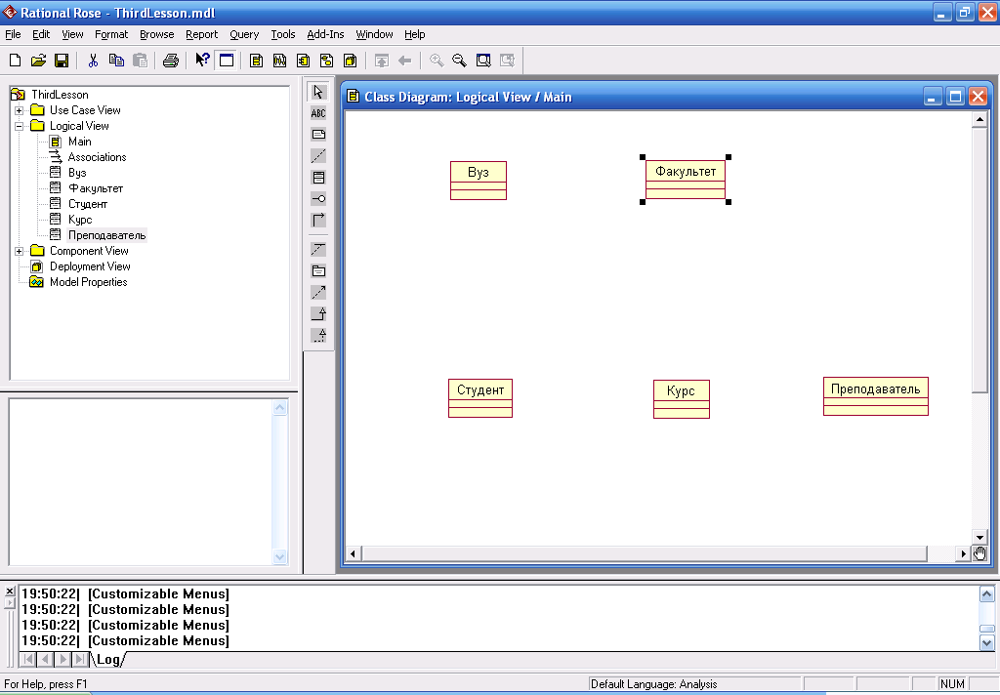 Rational Rose - ThirdLesson.mdl
File Edit View Format Browse Report Query Tools Add-Ins Window Help
ThirdLesson
Use Case View
Logical View
Main
Associations
Вуз
Факультет
Студент
Курс
Преподаватель
Component View
Deployment View
Model Properties
ABC
Class Diagram: Logical View / Main
Вуз
Факультет
Студент
Курс
Преподаватель
19:50:22| [Customizable Menus]
19:50:22| [Customizable Menus]
19:50:22| [Customizable Menus]
19:50:22| [Customizable Menus]
Log
For Help, press F1
Default Language: Analysis
NUM